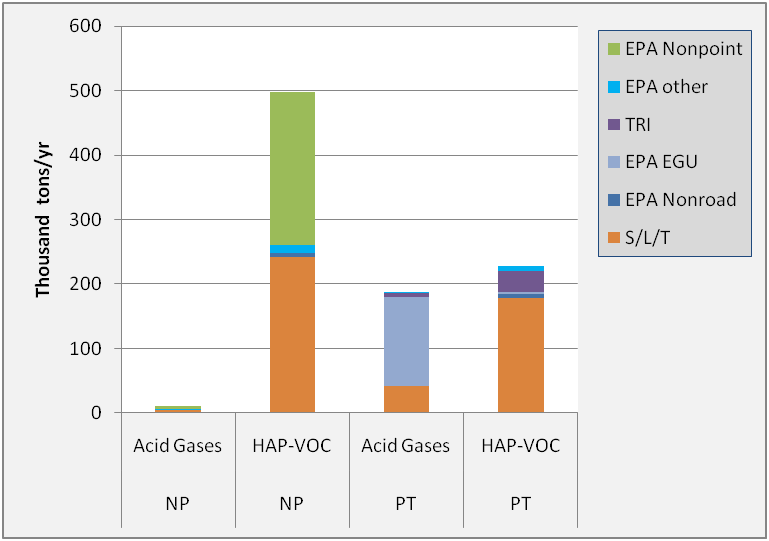 600
500
400
300
200
100
0
Thousand tons/yr
Acid Gases HAP-VOC Acid Gases HAP-VOC
NP NP PT PT
EPA Nonpoint
EPA other
TRI
EPA EGU
EPA Nonroad
S/L/T